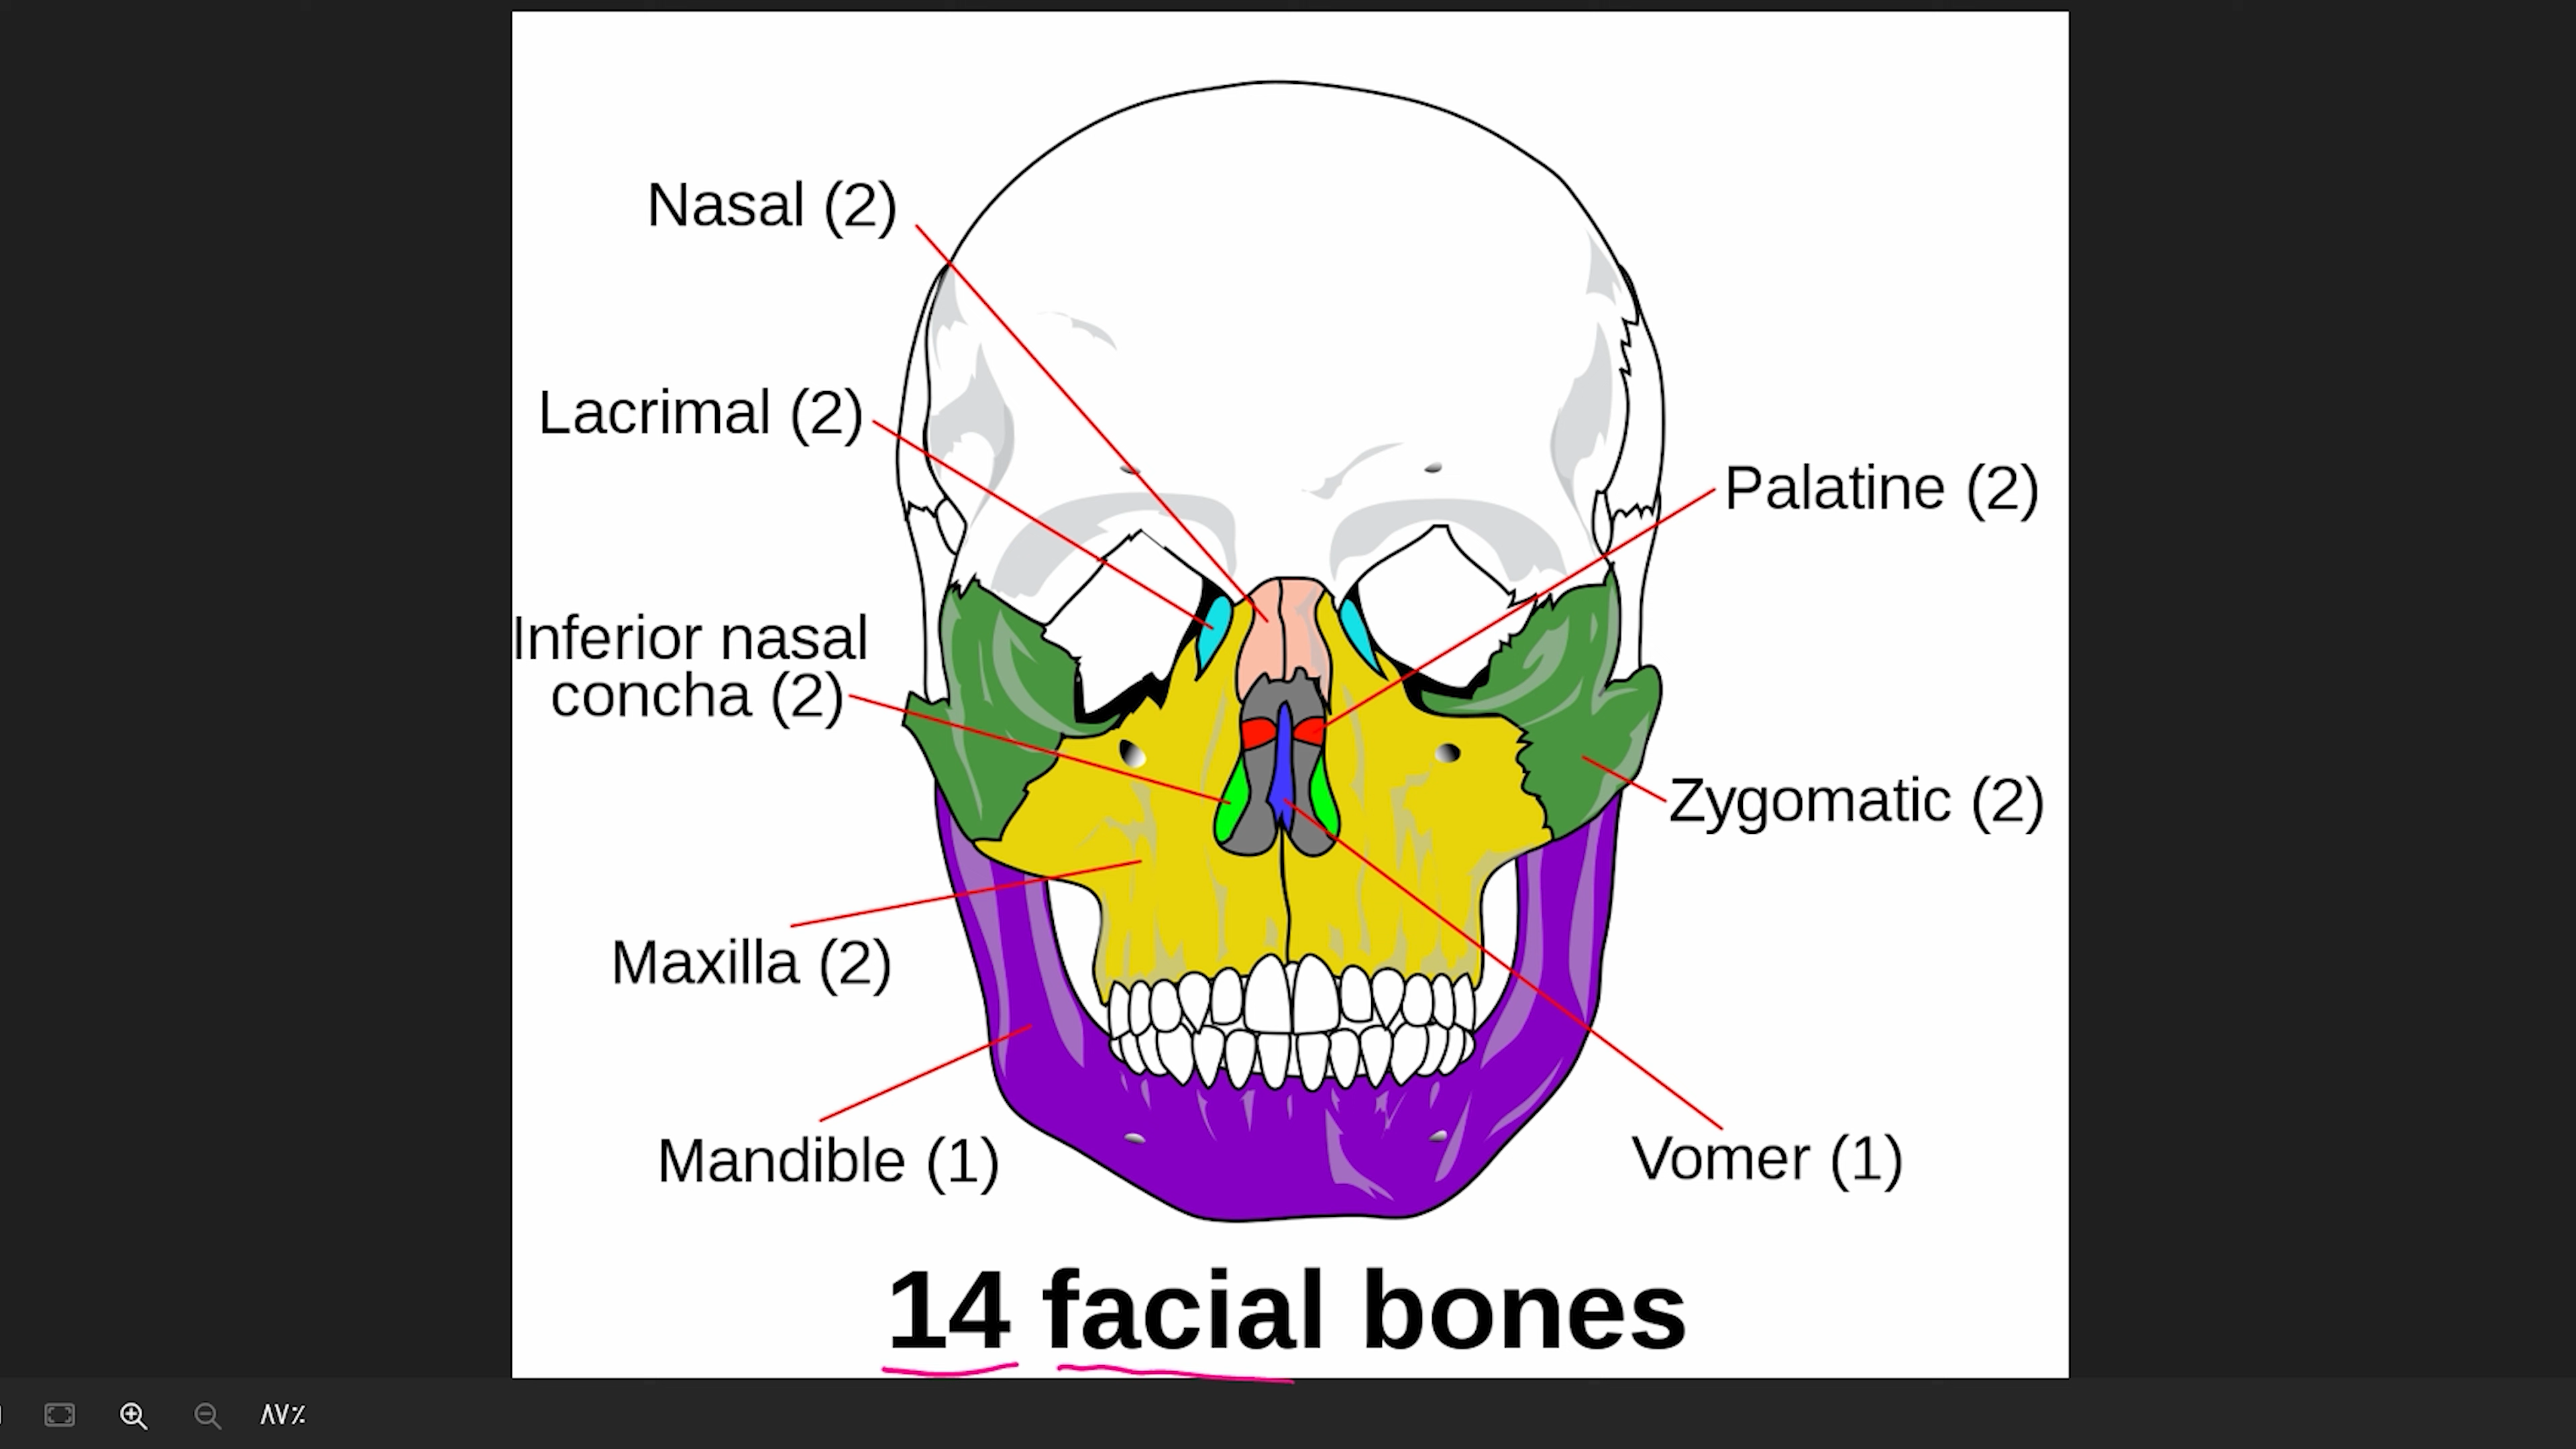 Nasal (2)
Lacrimal (2)
Palatine (2)
Inferior nasal
concha (2)
Zygomatic (2)
Maxilla (2)
Mandible (1)
Vomer (1)
14 facial bones